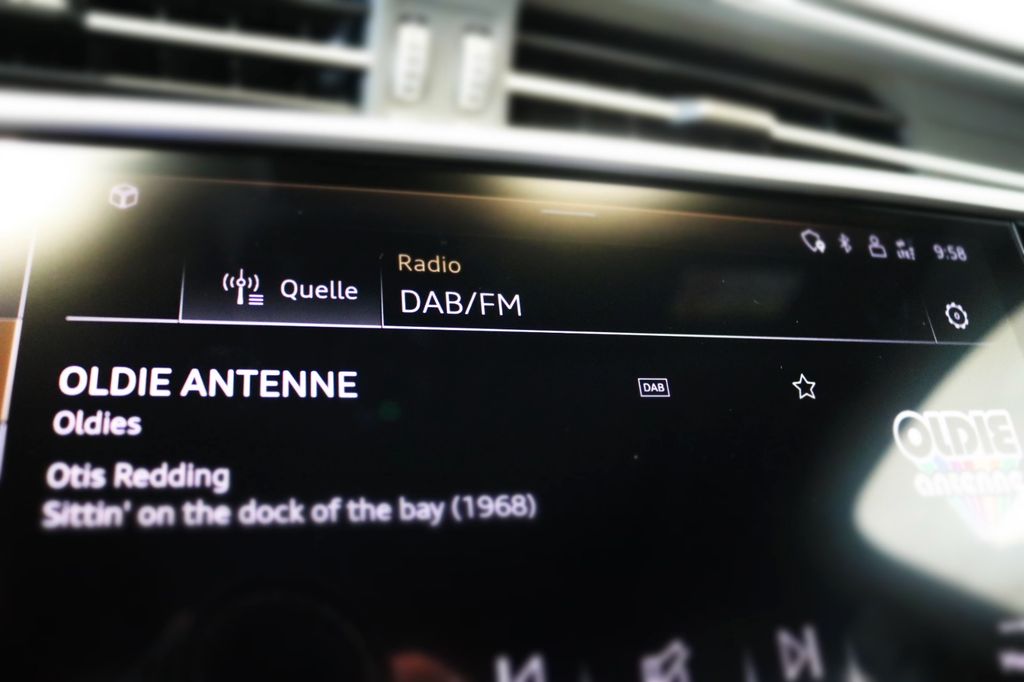 9:58
Radio
Quelle
DAB/FM
OLDIE ANTENNE
DAB
Oldies
OLDIE
ANTENNE
Otis Redding
Sittin' on the dock of the bay (1968)